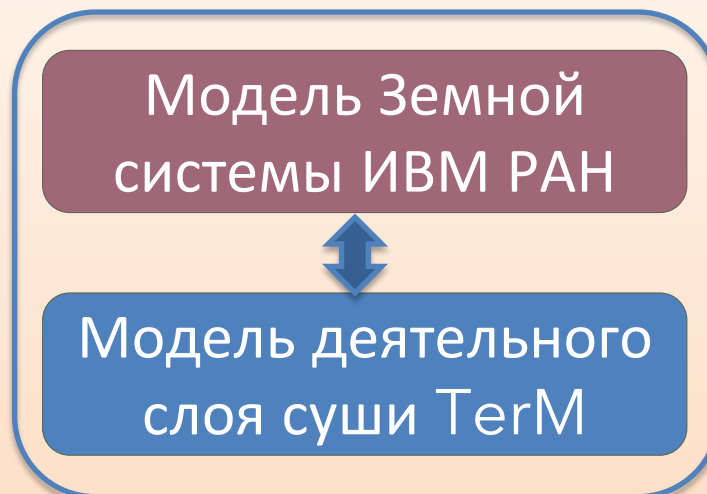 Модель Земной
системы ИВМ РАН
Модель деятельного
слоя суши TerM